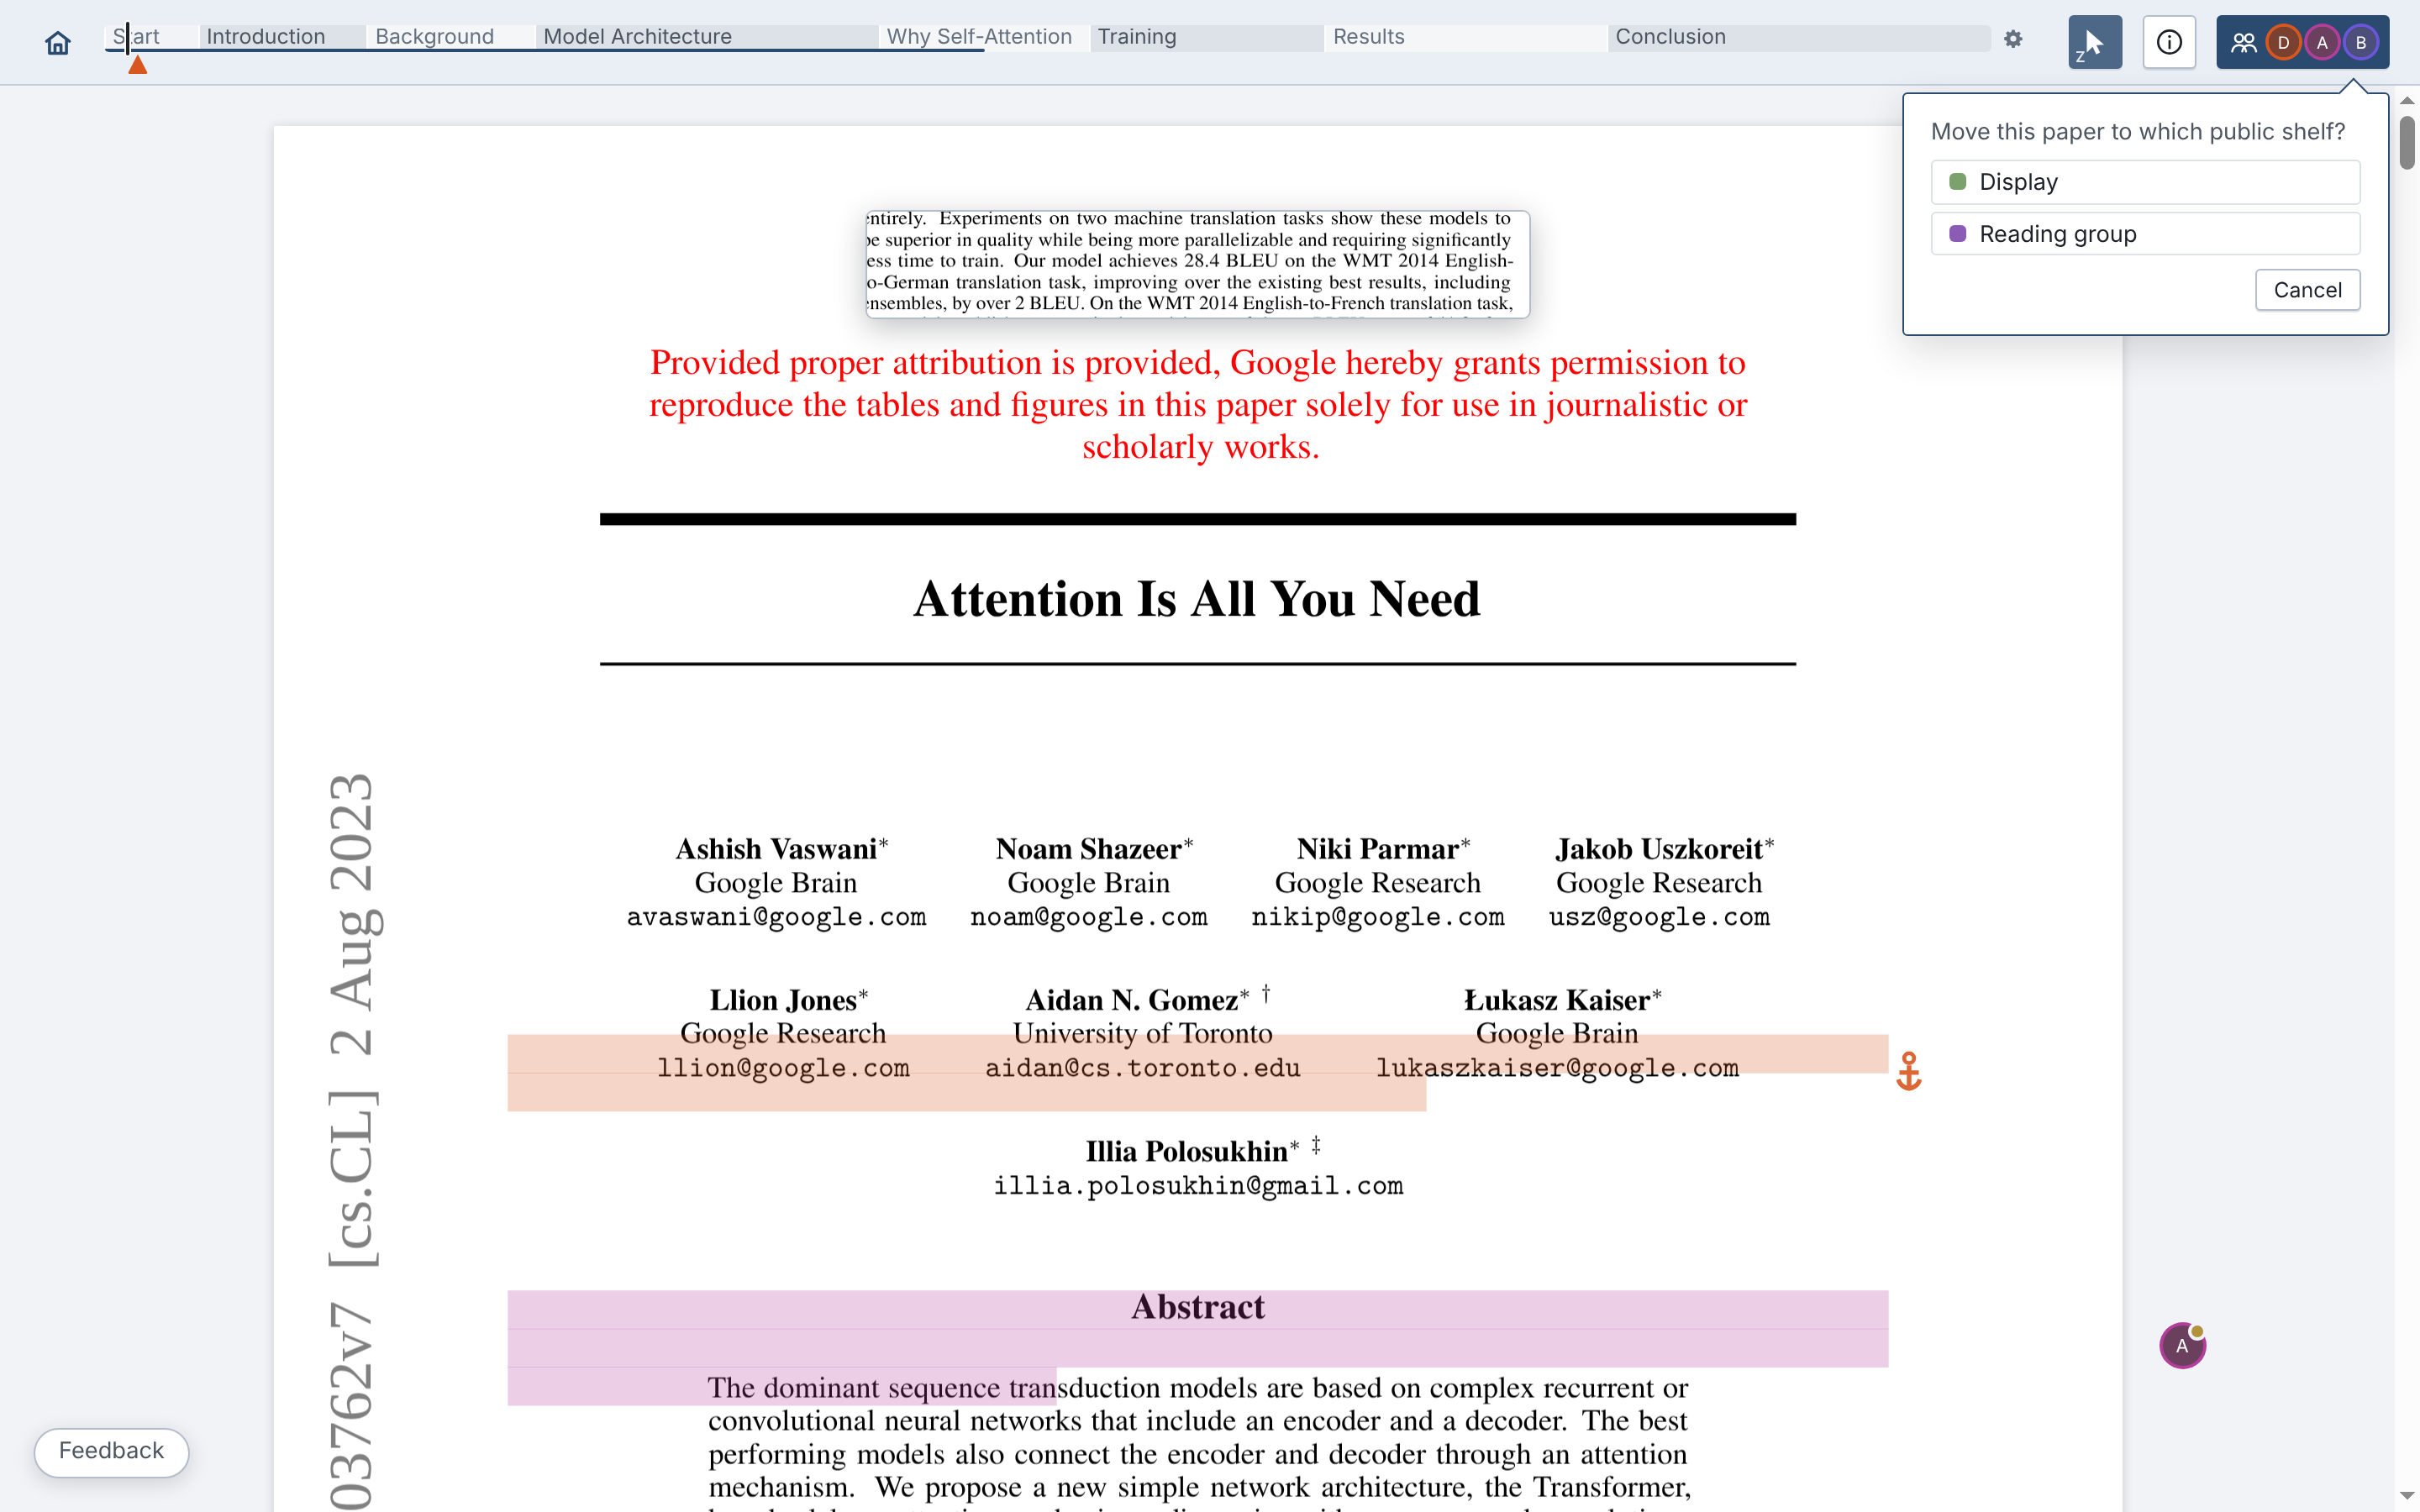 Start
Introduction
Background
Model Architecture
Why Self-Attention
Training
Results
Conclusion
Z
D
A
B
Move this paper to which public shelf?
Display
Reading group
Cancel
entirely. Experiments on two machine translation tasks show these models to
be superior in quality while being more parallelizable and requiring significantly
ess time to train. Our model achieves 28.4 BLEU on the WMT 2014 English-
o-German translation task, improving over the existing best results, including
ensembles, by over 2 BLEU. On the WMT 2014 English-to-French translation task,
Provided proper attribution is provided, Google hereby grants permission to
reproduce the tables and figures in this paper solely for use in journalistic or
scholarly works.
Attention Is All You Need
Ashish Vaswani*
Google Brain
avaswani@google.com
Noam Shazeer*
Google Brain
noam@google.com
Niki Parmar*
Google Research
nikip@google.com
Jakob Uszkoreit*
Google Research
usz@google.com
Llion Jones*
Google Research
llion@google.com
Aidan N. Gomez* †
University of Toronto
aidan@cs.toronto.edu
Łukasz Kaiser*
Google Brain
lukaszkaiser@google.com
Illia Polosukhin* ‡
illia.polosukhin@gmail.com
Abstract
The dominant sequence transduction models are based on complex recurrent or
convolutional neural networks that include an encoder and a decoder. The best
performing models also connect the encoder and decoder through an attention
mechanism. We propose a new simple network architecture, the Transformer,
03762v7 [cs.CL] 2 Aug 2023
A
Feedback